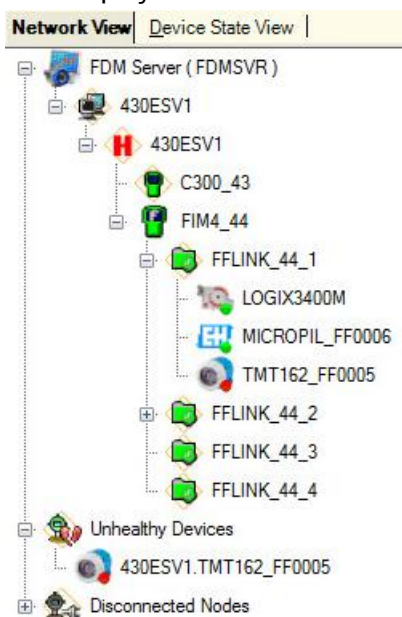 Network View Device State View
FDM Server ( FDMSVR )
430ESV1
430ESV1
C300_43
FIM4_44
FFLINK_44_1
LOGIX3400M
MICROPIL_FF0006
TMT162_FF0005
FFLINK_44_2
FFLINK_44_3
FFLINK_44_4
Unhealthy Devices
430ESV1.TMT162_FF0005
Disconnected Nodes